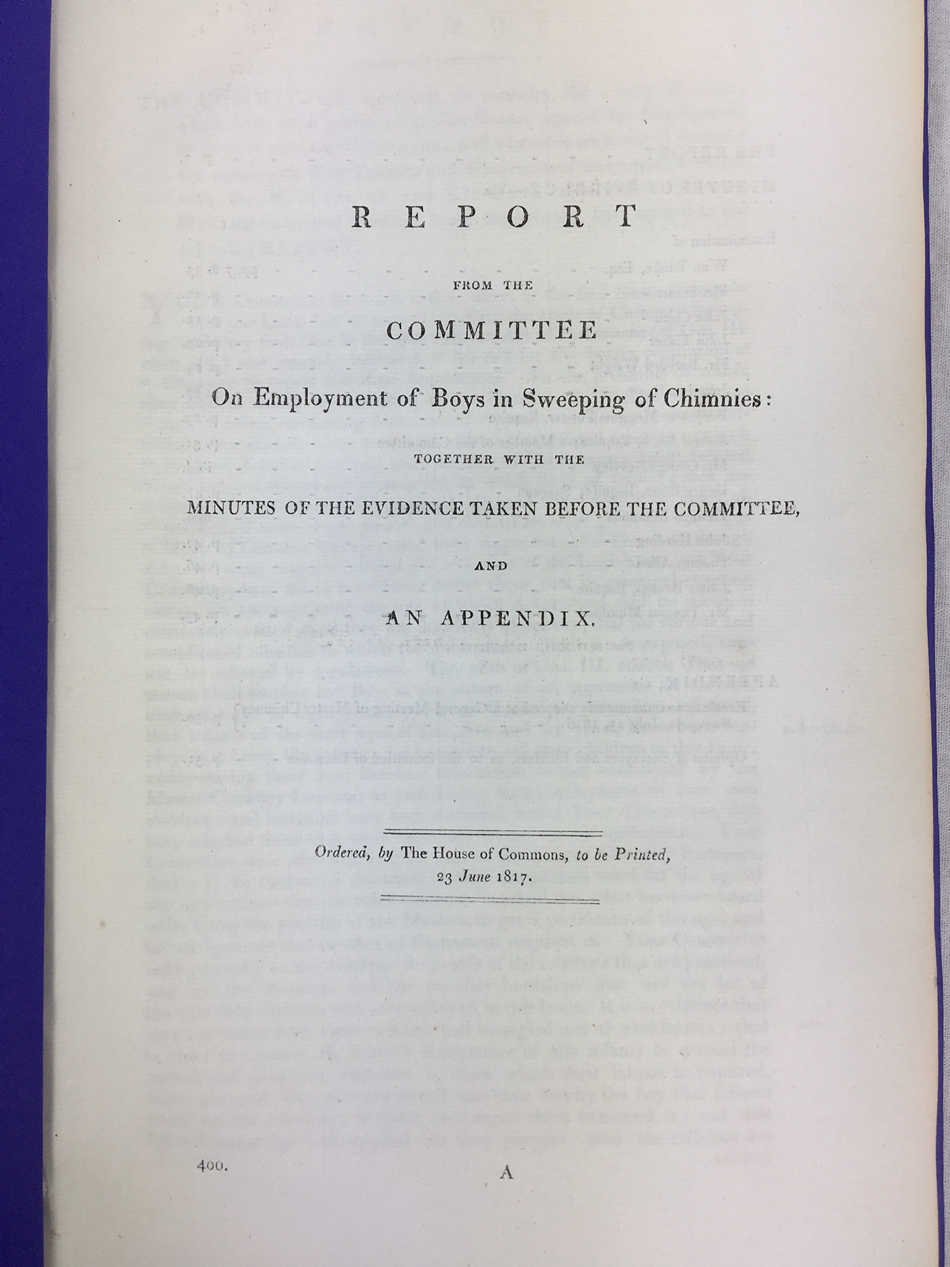 REPORT
FROM THE
COMMITTEE
On Employment of Boys in Sweeping of Chimnies:
TOGETHER WITH THE
MINUTES OF THE EVIDENCE TAKEN BEFORE THE COMMITTEE,
AND
AN APPENDIX.
Ordered, by The House of Commons, to be Printed,
23 June 1817.
400.
A